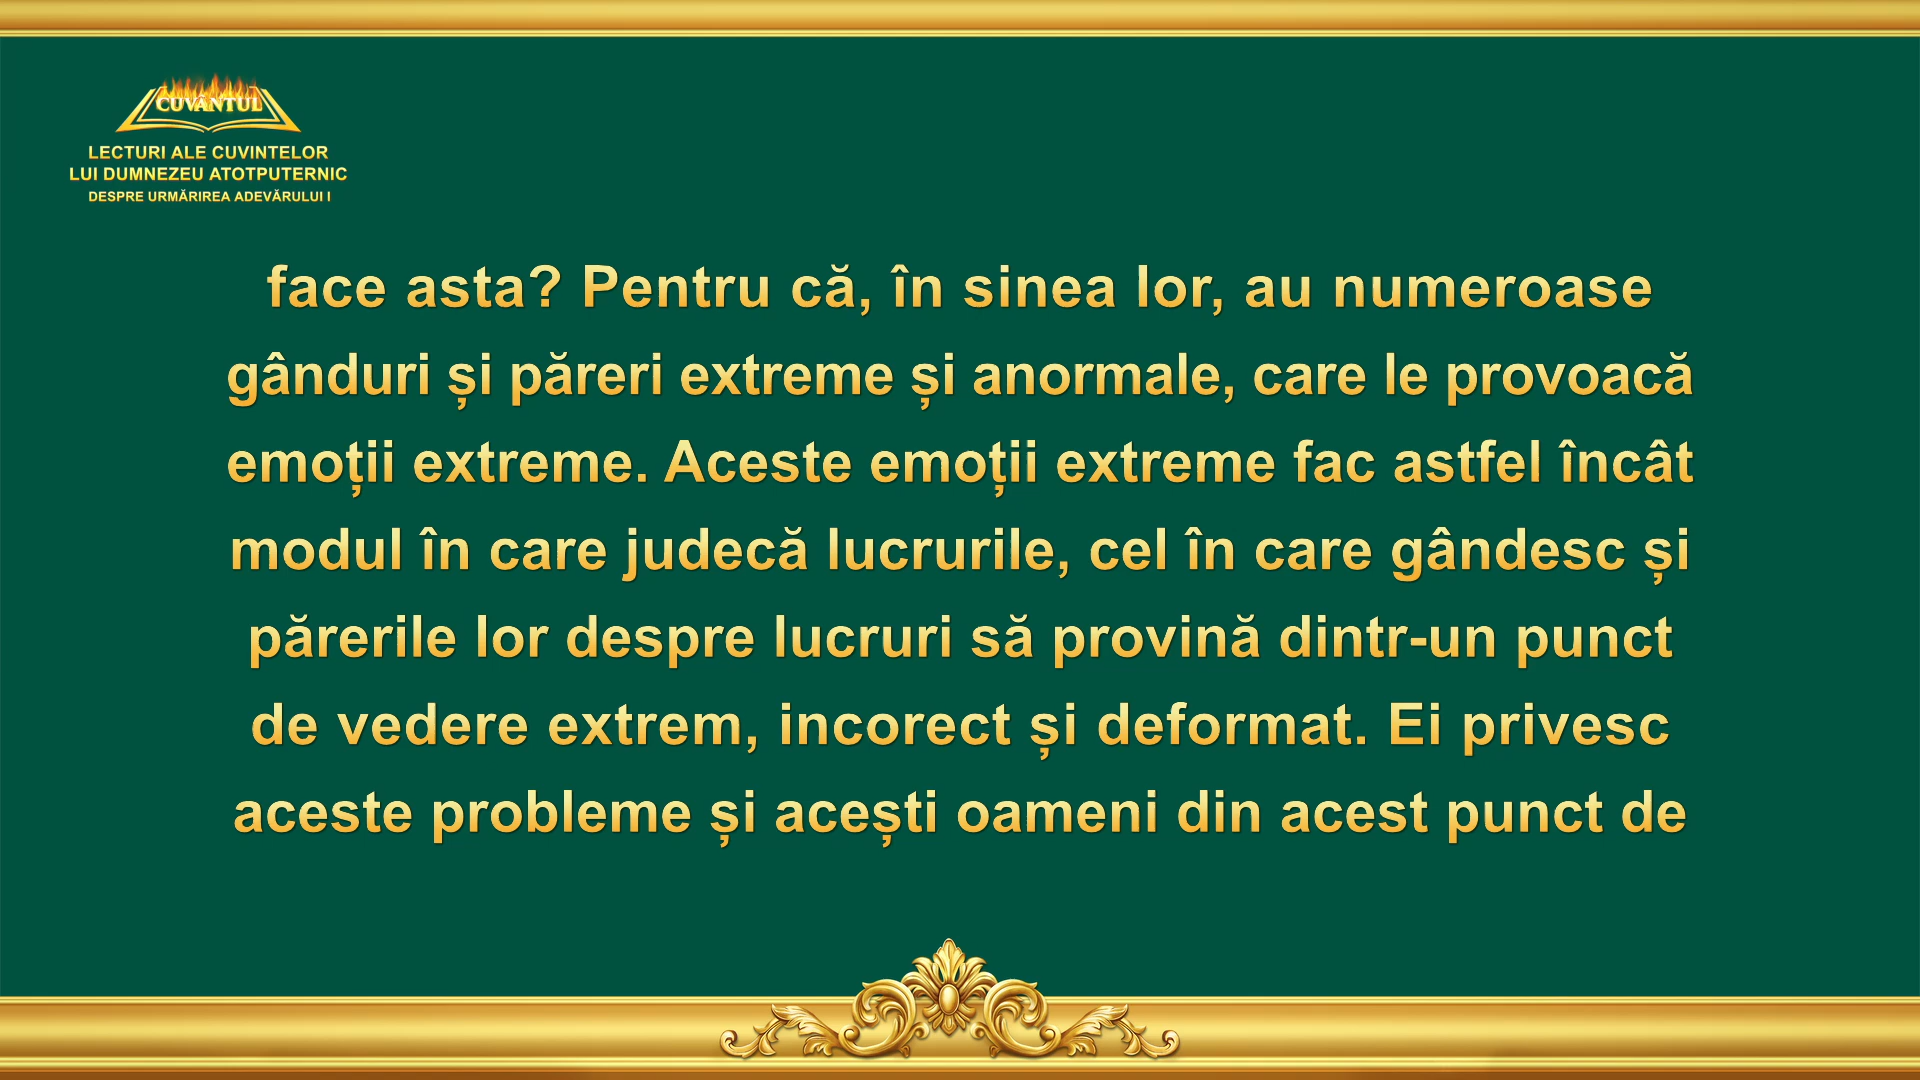 CUVÂNTUL
LECTURI ALE CUVINTELOR
LUI DUMNEZEU ATOTPUTERNIC
DESPRE URMĂRIREA ADEVĂRULUI I
face asta? Pentru că, în sinea lor, au numeroase
gânduri și păreri extreme și anormale, care le provoacă
emoții extreme. Aceste emoții extreme fac astfel încât
modul în care judecă lucrurile, cel în care gândesc și
părerile lor despre lucruri să provină dintr-un punct
de vedere extrem, incorect și deformat. Ei privesc
aceste probleme și acești oameni din acest punct de